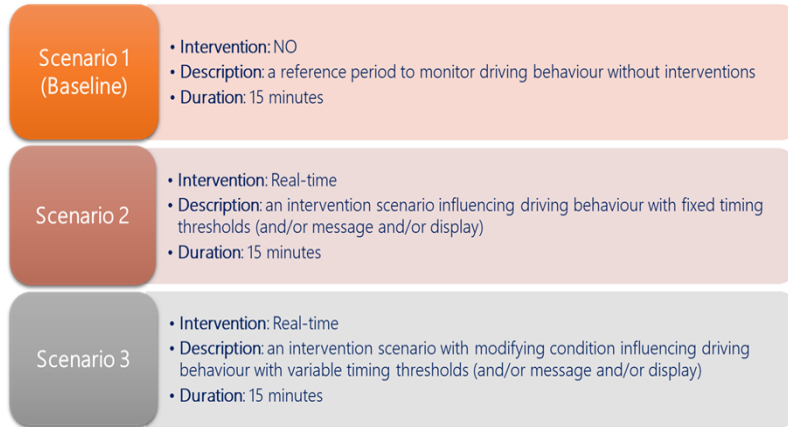 Scenario 1
(Baseline)
• Intervention: NO
• Description: a reference period to monitor driving behaviour without interventions
• Duration: 15 minutes
Scenario 2
• Intervention: Real-time
• Description: an intervention scenario influencing driving behaviour with fixed timing
thresholds (and/or message and/or display)
• Duration: 15 minutes
Scenario 3
• Intervention: Real-time
• Description: an intervention scenario with modifying condition influencing driving
behaviour with variable timing thresholds (and/or message and/or display)
• Duration: 15 minutes